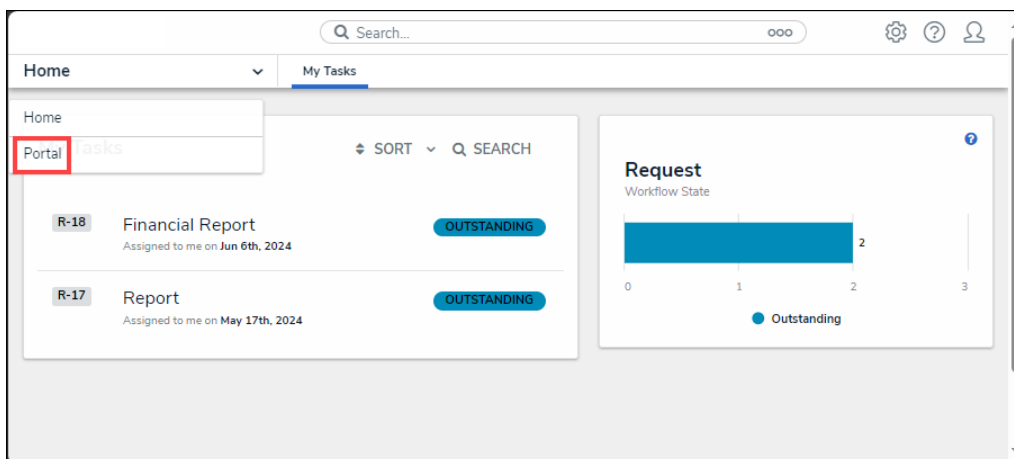 Search...
Home
My Tasks
Home
Portal
My Tasks
SORT
SEARCH
R-18
Financial Report
OUTSTANDING
Assigned to me on Jun 6th, 2024
R-17
Report
OUTSTANDING
Assigned to me on May 17th, 2024
Request
Workflow State
2
0 1 2 3
Outstanding